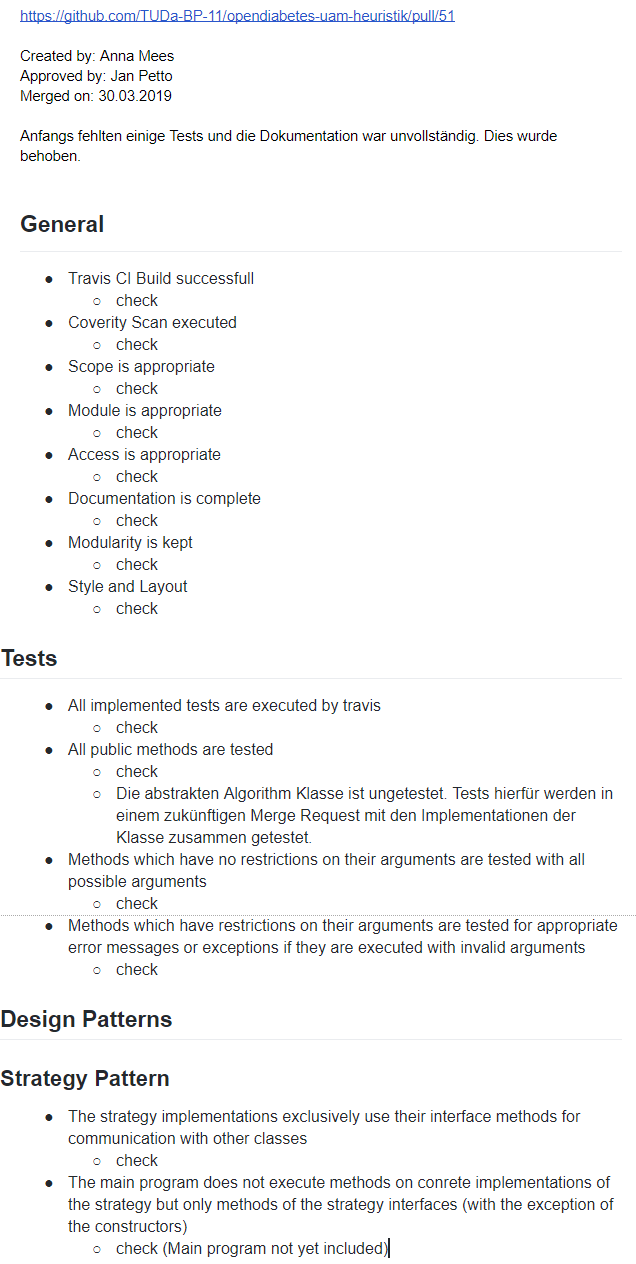 https://github.com/TUDa-BP-11/opendiabetes-uam-heuristik/pull/51
Created by: Anna Mees
Approved by: Jan Petto
Merged on: 30.03.2019
Anfangs fehlten einige Tests und die Dokumentation war unvollständig. Dies wurde
behoben.
General
● Travis CI Build successfull
○ check
● Coverity Scan executed
○ check
● Scope is appropriate
○ check
● Module is appropriate
○ check
● Access is appropriate
○ check
● Documentation is complete
○ check
● Modularity is kept
○ check
● Style and Layout
○ check
Tests
● All implemented tests are executed by travis
○ check
● All public methods are tested
○ check
○ Die abstrakten Algorithm Klasse ist ungetestet. Tests hierfür werden in
einem zukünftigen Merge Request mit den Implementationen der
Klasse zusammen getestet.
● Methods which have no restrictions on their arguments are tested with all
possible arguments
○ check
● Methods which have restrictions on their arguments are tested for appropriate
error messages or exceptions if they are executed with invalid arguments
○ check
Design Patterns
Strategy Pattern
● The strategy implementations exclusively use their interface methods for
communication with other classes
○ check
● The main program does not execute methods on conrete implementations of
the strategy but only methods of the strategy interfaces (with the exception of
the constructors)
○ check (Main program not yet included)